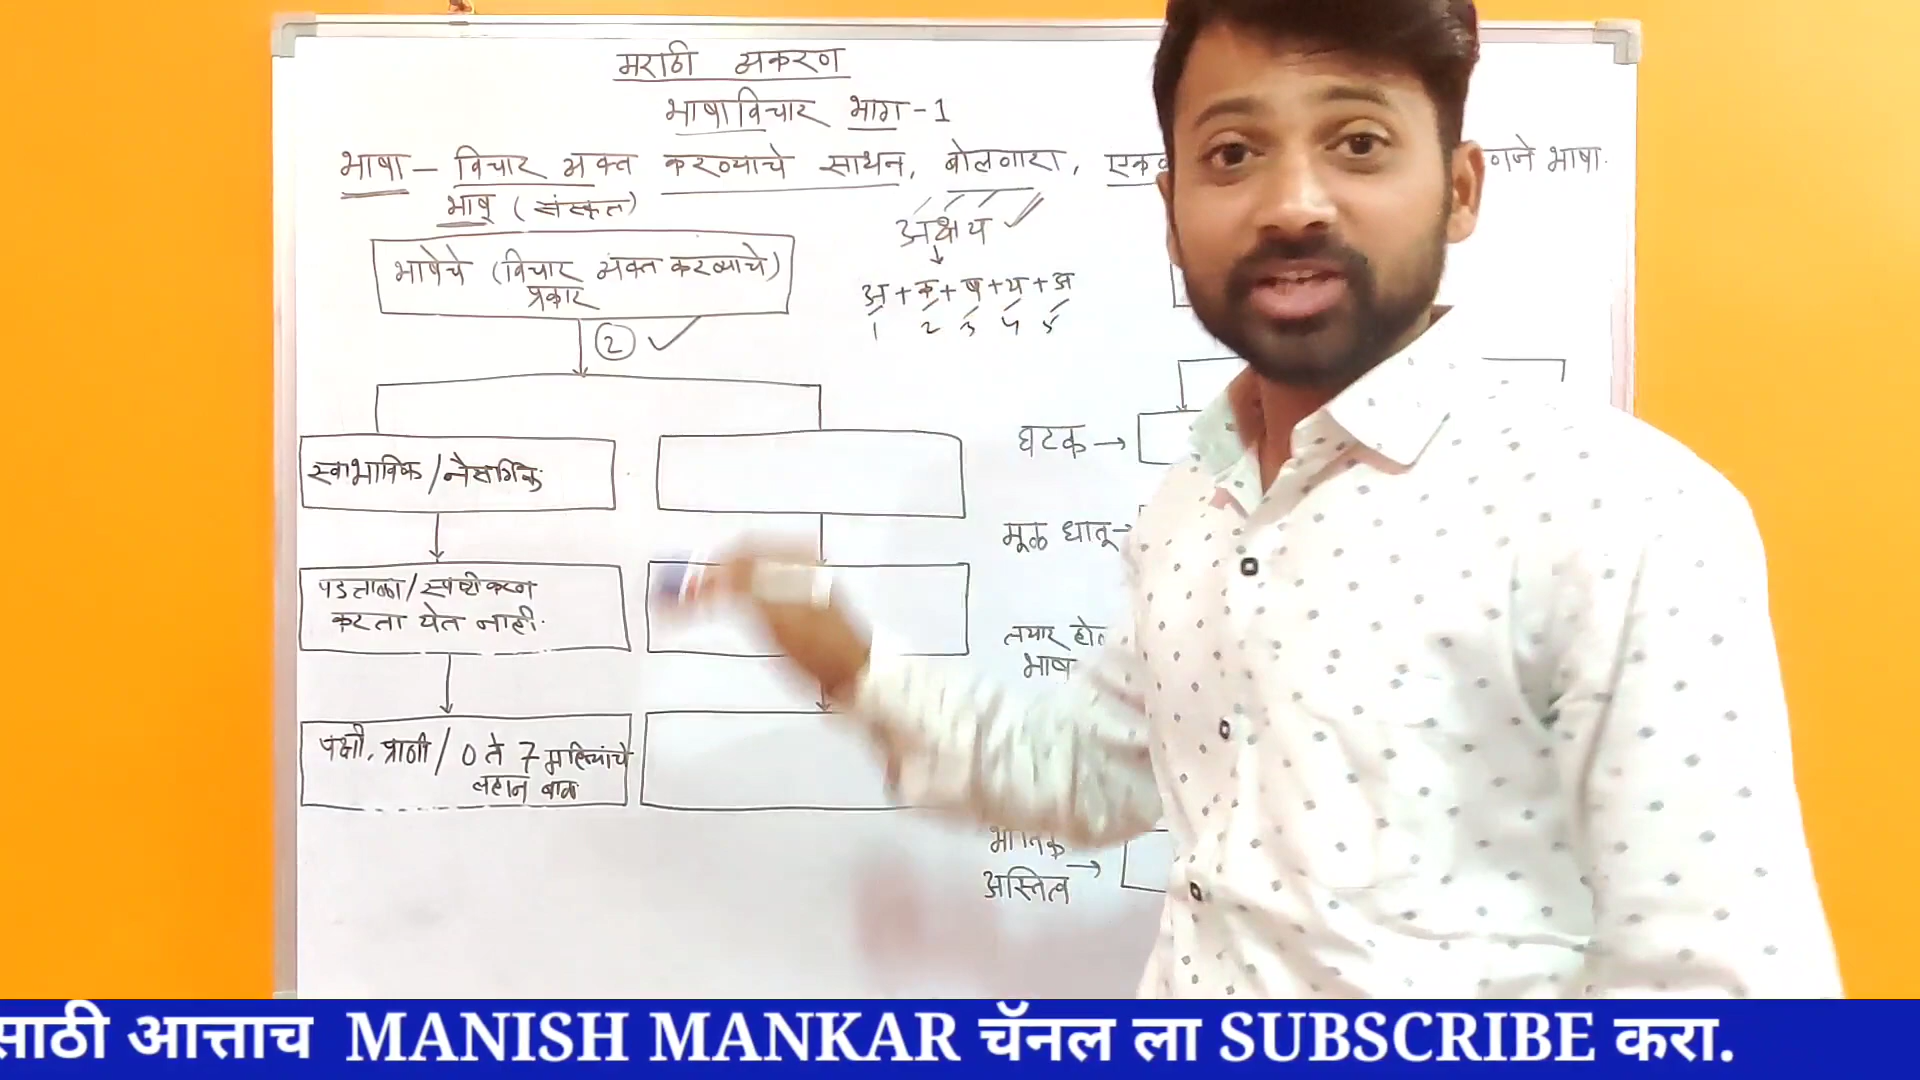 मराठी व्याकरण
भाषाविचार भाग - 1
भाषा – विचार व्यक्त करण्याचे साधन, बोलणारा, एक
णजे भाषा.
भाष् (संस्कृत)
अक्षय
अ + क + ष + य + अ
1 2 3 4 5
भाषेचे (विचार व्यक्त करण्याचे)
प्रकार
2
स्वाभाविक / नैसर्गिक
घटक →
मूळ धातू →
पडताळा / स्पष्टीकरण
करता येत नाही.
तयार
भाष
पक्षी, प्राणी / 0 ते 7 महिन्यांचे
लहान बाळ
अस्तित्व →
साठी आत्ताच MANISH MANKAR चॅनल ला SUBSCRIBE करा.